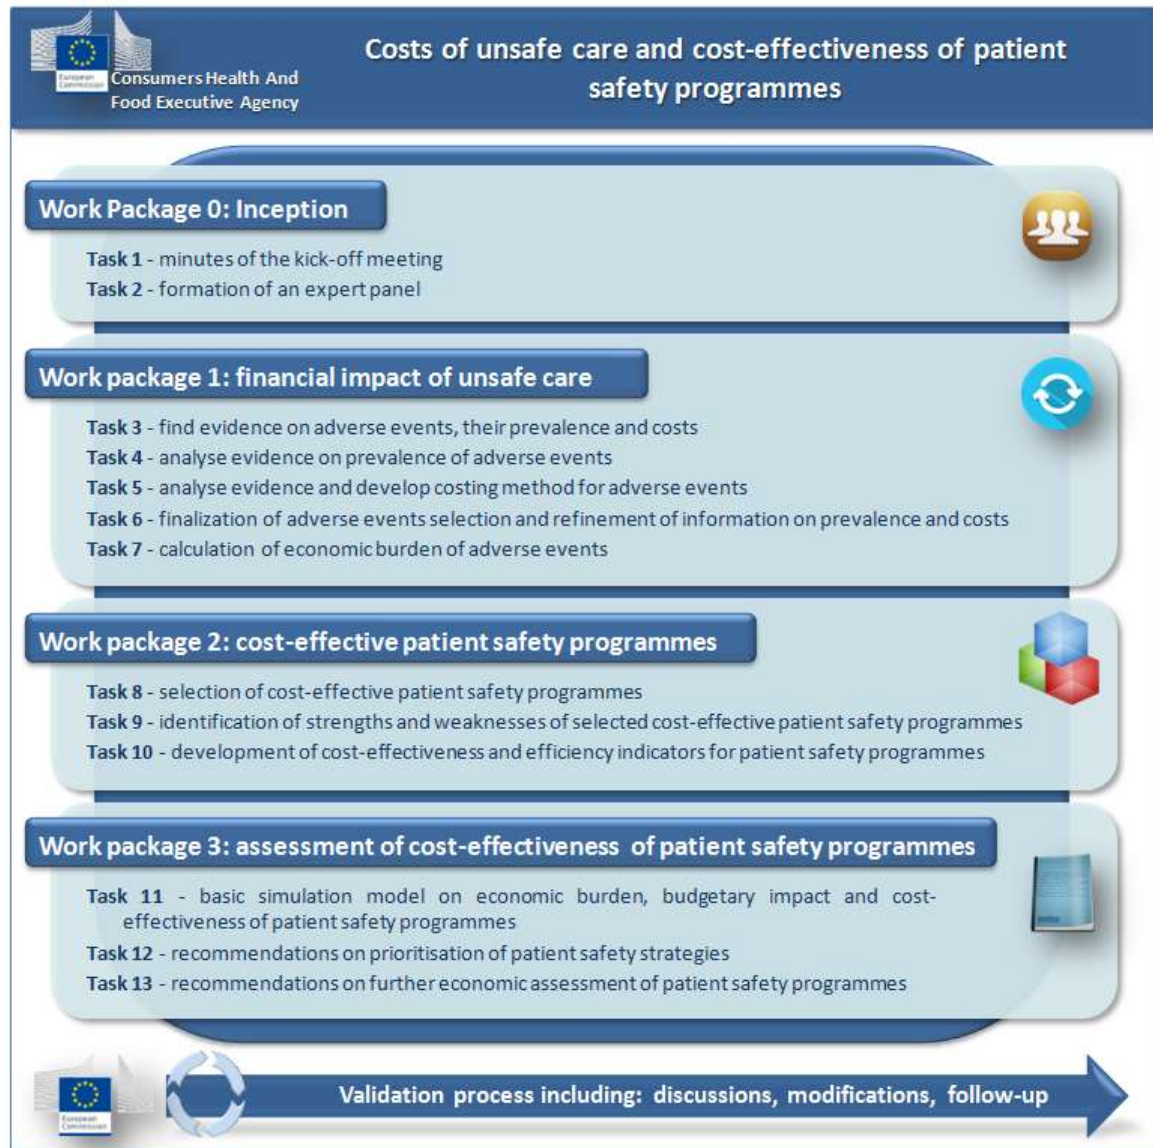 Costs of unsafe care and cost-effectiveness of patient
safety programmes
European
Commission
Consumers Health And
Food Executive Agency
Work Package 0: Inception
Task 1 - minutes of the kick-off meeting
Task 2 - formation of an expert panel
Work package 1: financial impact of unsafe care
Task 3 - find evidence on adverse events, their prevalence and costs
Task 4 - analyse evidence on prevalence of adverse events
Task 5 - analyse evidence and develop costing method for adverse events
Task 6 - finalization of adverse events selection and refinement of information on prevalence and costs
Task 7 - calculation of economic burden of adverse events
Work package 2: cost-effective patient safety programmes
Task 8 - selection of cost-effective patient safety programmes
Task 9 - identification of strengths and weaknesses of selected cost-effective patient safety programmes
Task 10 - development of cost-effectiveness and efficiency indicators for patient safety programmes
Work package 3: assessment of cost-effectiveness of patient safety programmes
Task 11 - basic simulation model on economic burden, budgetary impact and cost-
effectiveness of patient safety programmes
Task 12 - recommendations on prioritisation of patient safety strategies
Task 13 - recommendations on further economic assessment of patient safety programmes
European
Commission
Validation process including: discussions, modifications, follow-up